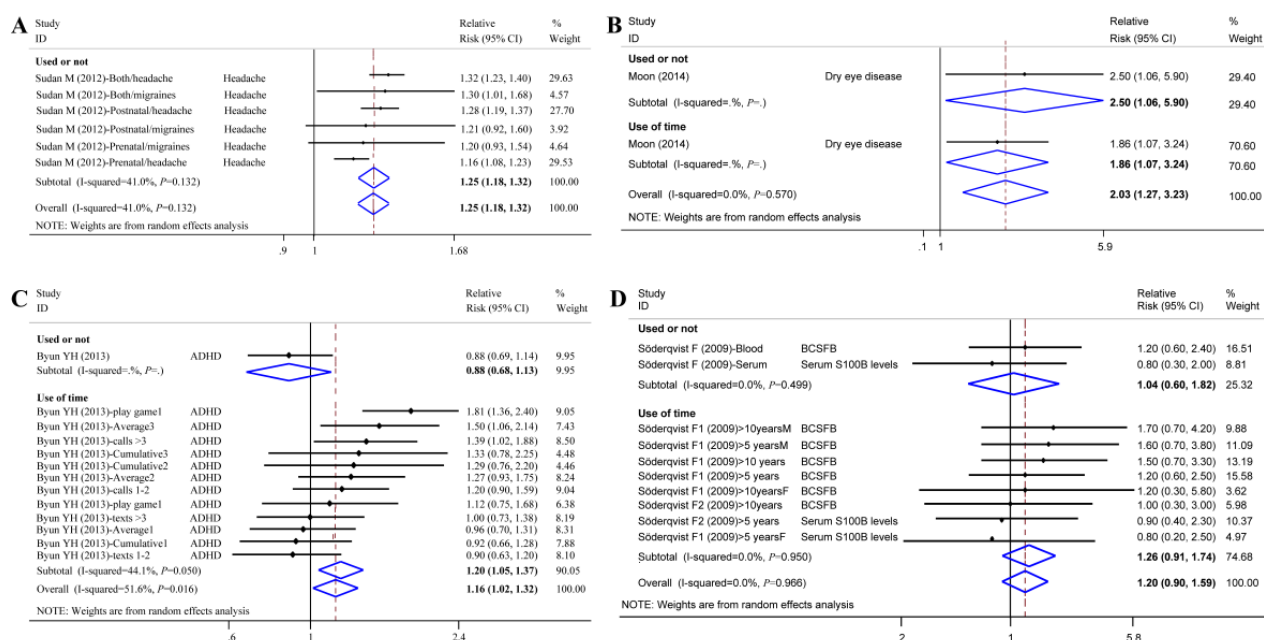 A
Study Relative %
ID Risk (95% CI) Weight
Used or not
Sudan M (2012)-Both/headache Headache 1.32 (1.23, 1.40) 29.63
Sudan M (2012)-Both/migraines Headache 1.30 (1.01, 1.68) 4.57
Sudan M (2012)-Postnatal/headache Headache 1.28 (1.19, 1.37) 27.70
Sudan M (2012)-Postnatal/migraines Headache 1.21 (0.92, 1.60) 3.92
Sudan M (2012)-Prenatal/migraines Headache 1.20 (0.93, 1.54) 4.64
Sudan M (2012)-Prenatal/headache Headache 1.16 (1.08, 1.23) 29.53
Subtotal (I-squared=41.0%, P=0.132) 1.25 (1.18, 1.32) 100.00
Overall (I-squared=41.0%, P=0.132) 1.25 (1.18, 1.32) 100.00
NOTE: Weights are from random effects analysis
.9 1 1.68
B
Study Relative %
ID Risk (95% CI) Weight
Used or not
Moon (2014) Dry eye disease 2.50 (1.06, 5.90) 29.40
Subtotal (I-squared=.%, P=.) 2.50 (1.06, 5.90) 29.40
Use of time
Moon (2014) Dry eye disease 1.86 (1.07, 3.24) 70.60
Subtotal (I-squared=.%, P=.) 1.86 (1.07, 3.24) 70.60
Overall (I-squared=0.0%, P=0.570) 2.03 (1.27, 3.23) 100.00
NOTE: Weights are from random effects analysis
.1 1 5.9
C
Study Relative %
ID Risk (95% CI) Weight
Used or not
Byun YH (2013) ADHD 0.88 (0.69, 1.14) 9.95
Subtotal (I-squared=.%, P=.) 0.88 (0.68, 1.13) 9.95
Use of time
Byun YH (2013)-play game1 ADHD 1.81 (1.36, 2.40) 9.05
Byun YH (2013)-Average3 ADHD 1.50 (1.06, 2.14) 7.43
Byun YH (2013)-calls >3 ADHD 1.39 (1.02, 1.88) 8.50
Byun YH (2013)-Cumulative3 ADHD 1.33 (0.78, 2.25) 4.48
Byun YH (2013)-Cumulative2 ADHD 1.29 (0.76, 2.20) 4.46
Byun YH (2013)-Average2 ADHD 1.27 (0.93, 1.75) 8.24
Byun YH (2013)-calls 1-2 ADHD 1.20 (0.90, 1.59) 9.04
Byun YH (2013)-play game1 ADHD 1.12 (0.75, 1.68) 6.38
Byun YH (2013)-texts >3 ADHD 1.00 (0.73, 1.38) 8.19
Byun YH (2013)-Average1 ADHD 0.96 (0.70, 1.31) 8.31
Byun YH (2013)-Cumulative1 ADHD 0.92 (0.66, 1.28) 7.88
Byun YH (2013)-texts 1-2 ADHD 0.90 (0.63, 1.20) 8.10
Subtotal (I-squared=44.1%, P=0.050) 1.20 (1.05, 1.37) 90.05
Overall (I-squared=51.6%, P=0.016) 1.16 (1.02, 1.32) 100.00
NOTE: Weights are from random effects analysis
.6 1 2.4
D
Study Relative %
ID Risk (95% CI) Weight
Used or not
Söderqvist F (2009)-Blood BCSFB 1.20 (0.60, 2.40) 16.51
Söderqvist F (2009)-Serum Serum S100B levels 0.80 (0.30, 2.00) 8.81
Subtotal (I-squared=0.0%, P=0.499) 1.04 (0.60, 1.82) 25.32
Use of time
Söderqvist F1 (2009)>10yearsM BCSFB 1.70 (0.70, 4.20) 9.88
Söderqvist F1 (2009)>5 yearsM BCSFB 1.60 (0.70, 3.80) 11.09
Söderqvist F1 (2009)>10 years BCSFB 1.50 (0.70, 3.30) 13.19
Söderqvist F1 (2009)>5 years BCSFB 1.20 (0.60, 2.50) 15.58
Söderqvist F1 (2009)>10yearsF BCSFB 1.20 (0.30, 5.80) 3.62
Söderqvist F2 (2009)>10years BCSFB 1.00 (0.30, 3.00) 5.98
Söderqvist F2 (2009)>5 years Serum S100B levels 0.90 (0.40, 2.30) 10.37
Söderqvist F1 (2009)>5 yearsF Serum S100B levels 0.80 (0.20, 2.50) 4.97
Subtotal (I-squared=0.0%, P=0.950) 1.26 (0.91, 1.74) 74.68
Overall (I-squared=0.0%, P=0.966) 1.20 (0.90, 1.59) 100.00
NOTE: Weights are from random effects analysis
2 1 5.8